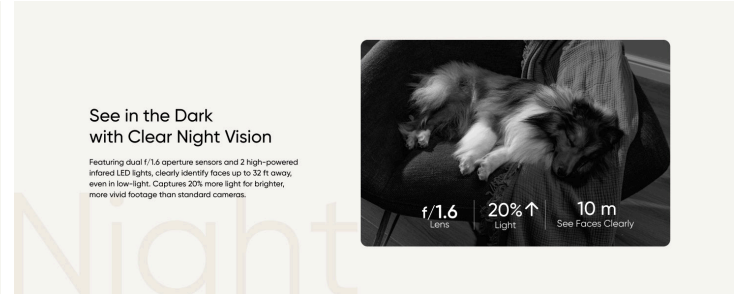 See in the Dark
with Clear Night Vision
Featuring dual f/1.6 aperture sensors and 2 high-powered
infared LED lights, clearly identify faces up to 32 ft away,
even in low-light. Captures 20% more light for brighter,
more vivid footage than standard cameras.
Night
f/1.6
Lens
20%↑
Light
10 m
See Faces Clearly